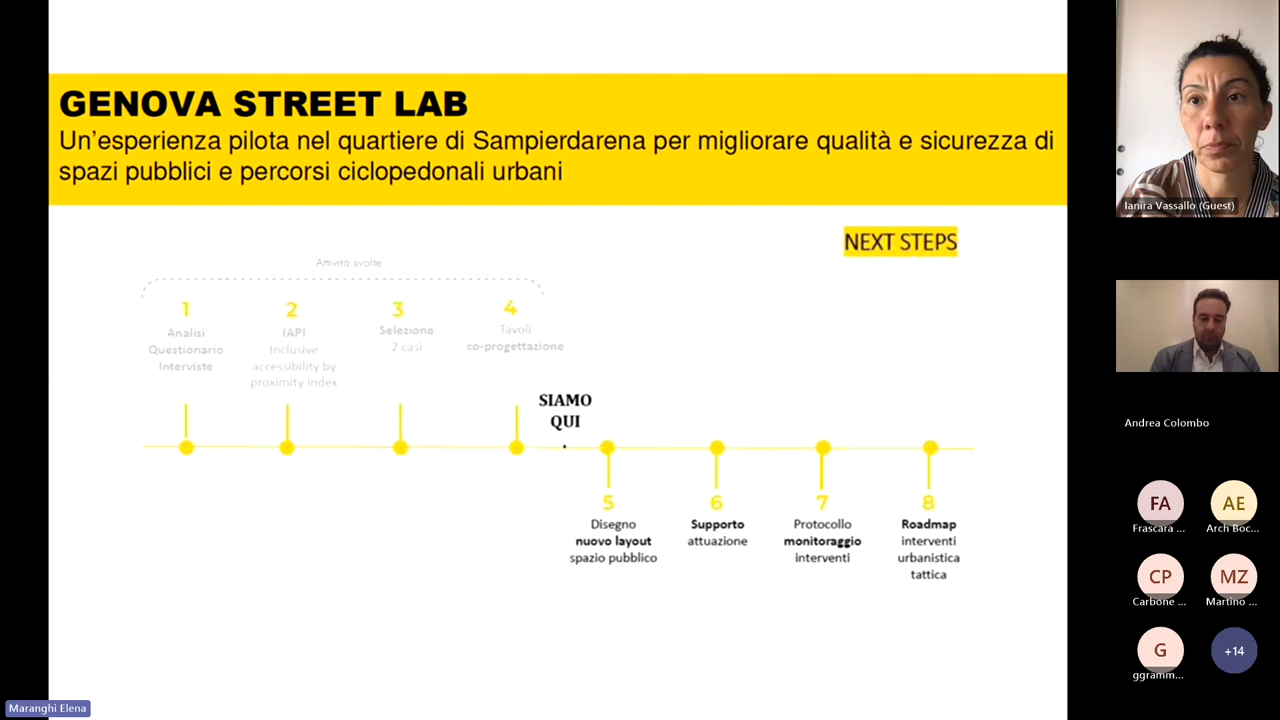 GENOVA STREET LAB
Un'esperienza pilota nel quartiere di Sampierdarena per migliorare qualità e sicurezza di
spazi pubblici e percorsi ciclopedonali urbani
NEXT STEPS
Attività svolte
1
Analisi
Questionario
Interviste
2
IAPI
Inclusive
accessibility by
proximity index
3
Selezione
2 casi
4
Tavoli
co-progettazione
SIAMO
QUI
5
Disegno
nuovo layout
spazio pubblico
6
Supporto
attuazione
7
Protocollo
monitoraggio
interventi
8
Roadmap
interventi
urbanistica
tattica
Maranghi Elena
Ianira Vassallo (Guest)
Andrea Colombo
FA
Frascara ...
AE
Arch Boc...
CP
Carbone ...
MZ
Martino ...
G
ggramm...
+14